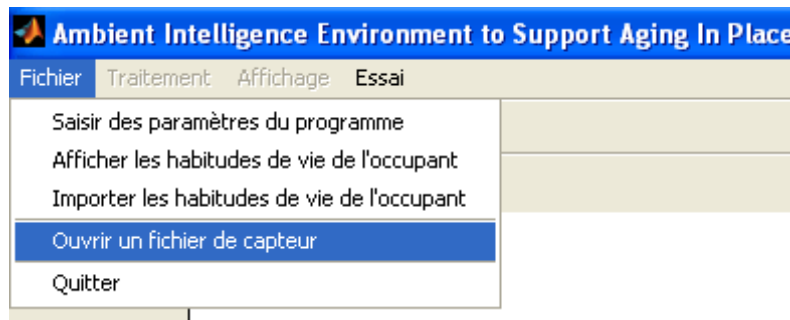 Ambient Intelligence Environment to Support Aging In Place
Fichier Traitement Affichage Essai
Saisir des paramètres du programme
Afficher les habitudes de vie de l'occupant
Importer les habitudes de vie de l'occupant
Ouvrir un fichier de capteur
Quitter